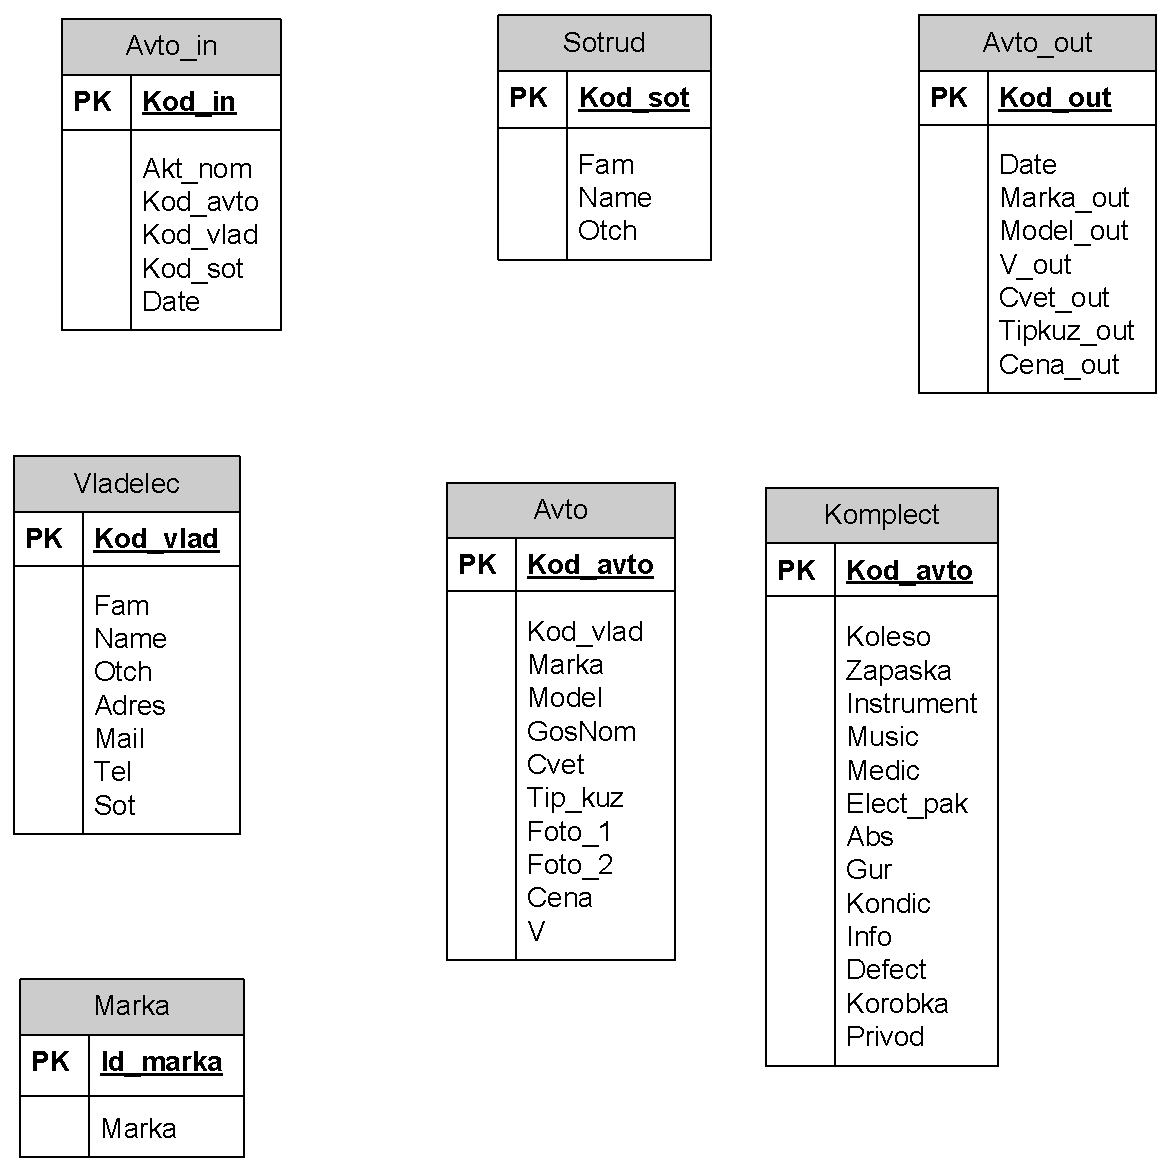 Avto_in
PK Kod_in
Akt_nom
Kod_avto
Kod_vlad
Kod_sot
Date
Sotrud
PK Kod_sot
Fam
Name
Otch
Avto_out
PK Kod_out
Date
Marka_out
Model_out
V_out
Cvet_out
Tipkuz_out
Cena_out
Vladelec
PK Kod_vlad
Fam
Name
Otch
Adres
Mail
Tel
Sot
Avto
PK Kod_avto
Kod_vlad
Marka
Model
GosNom
Cvet
Tip_kuz
Foto_1
Foto_2
Cena
V
Komplect
PK Kod_avto
Koleso
Zapaska
Instrument
Music
Medic
Elect_pak
Abs
Gur
Kondic
Info
Defect
Korobka
Privod
Marka
PK Id_marka
Marka